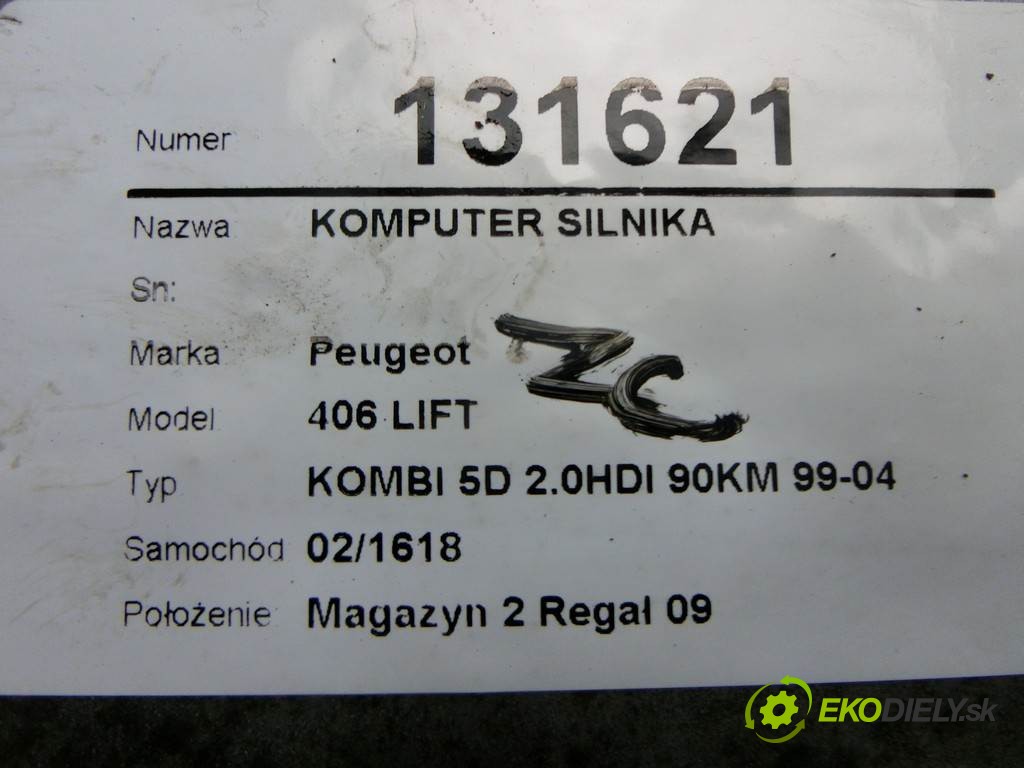 Numer 131621
Nazwa KOMPUTER SILNIKA
Sn:
Marka Peugeot
ZC
Model 406 LIFT
Typ KOMBI 5D 2.0HDI 90KM 99-04
Samochód 02/1618
Położenie Magazyn 2 Regał 09
EKODIELY.sk